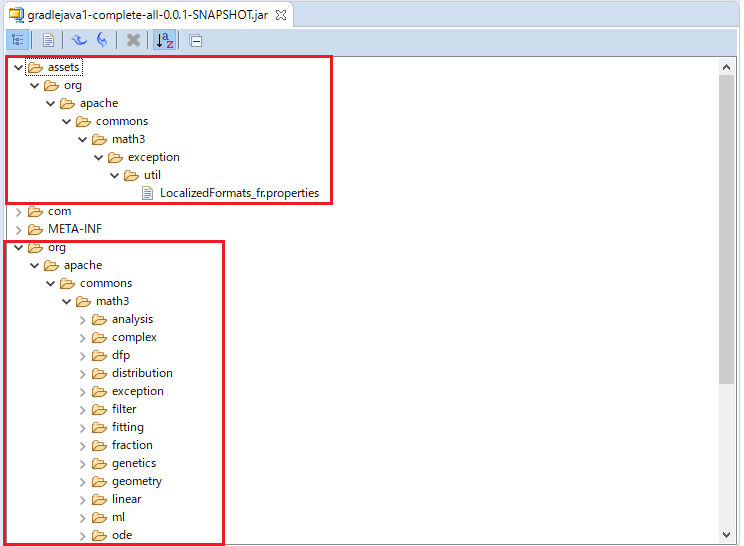 gradlejava1-complete-all-0.0.1-SNAPSHOT.jar
assets
org
apache
commons
math3
exception
util
LocalizedFormats_fr.properties
com
META-INF
org
apache
commons
math3
analysis
complex
dfp
distribution
exception
filter
fitting
fraction
genetics
geometry
linear
ml
ode